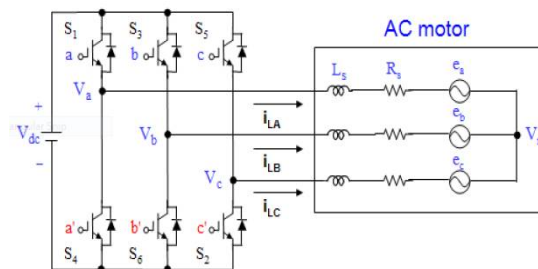 S1 S3 S5
AC motor
a b c
Ls Rs ea
Va
eb
+
Vdc
iLA
Vb
Vs
−
iLB
ec
Vc
iLC
a' b' c'
S4 S6 S2